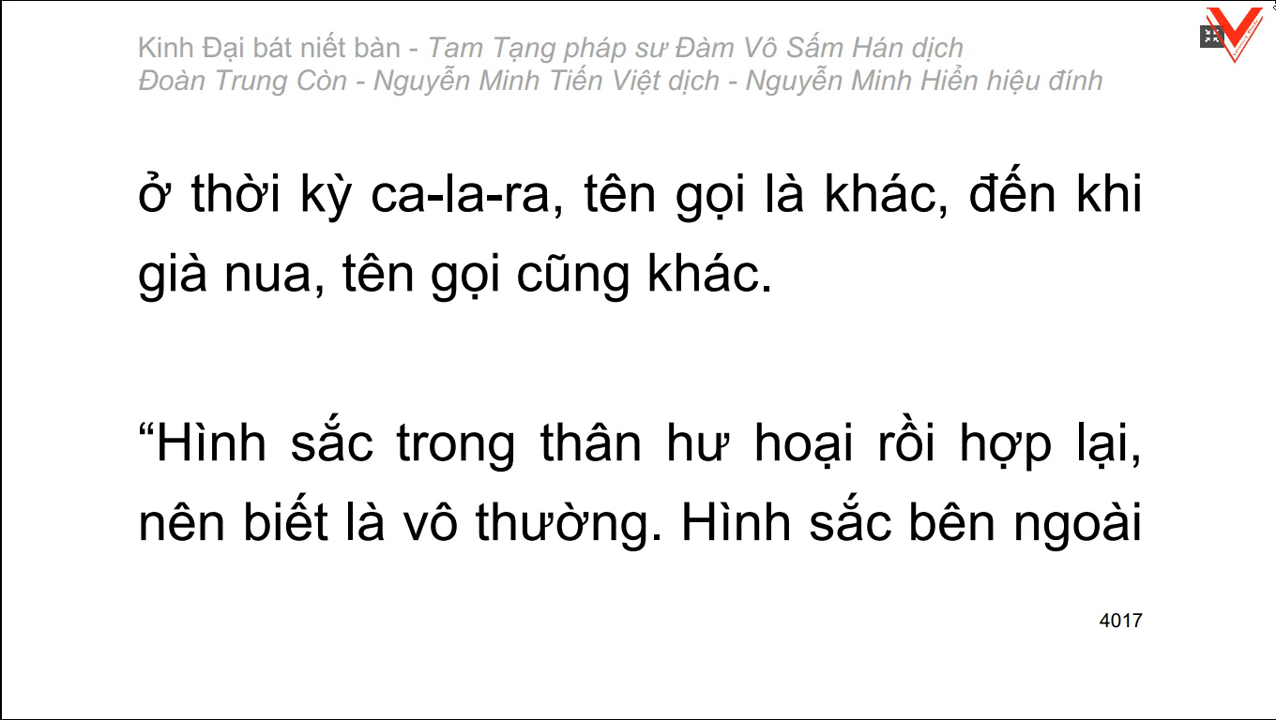 Kinh Đại bát niết bàn - Tam Tạng pháp sư Đàm Vô Sấm Hán dịch
Đoàn Trung Còn - Nguyễn Minh Tiến Việt dịch - Nguyễn Minh Hiển hiệu đính
ở thời kỳ ca-la-ra, tên gọi là khác, đến khi
già nua, tên gọi cũng khác.
“Hình sắc trong thân hư hoại rồi hợp lại,
nên biết là vô thường. Hình sắc bên ngoài
4017